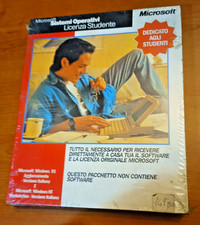 Microsoft
Microsoft Sistemi Operativi
Licenza Studente
DEDICATO
AGLI
STUDENTI
TUTTO IL NECESSARIO PER RICEVERE
DIRETTAMENTE A CASA TUA IL SOFTWARE
E LA LICENZA ORIGINALE MICROSOFT
QUESTO PACCHETTO NON CONTIENE
SOFTWARE
Microsoft Windows 95
Aggiornamento
Versione Italiana
E
Microsoft Windows NT
Workstation Versione Italiana